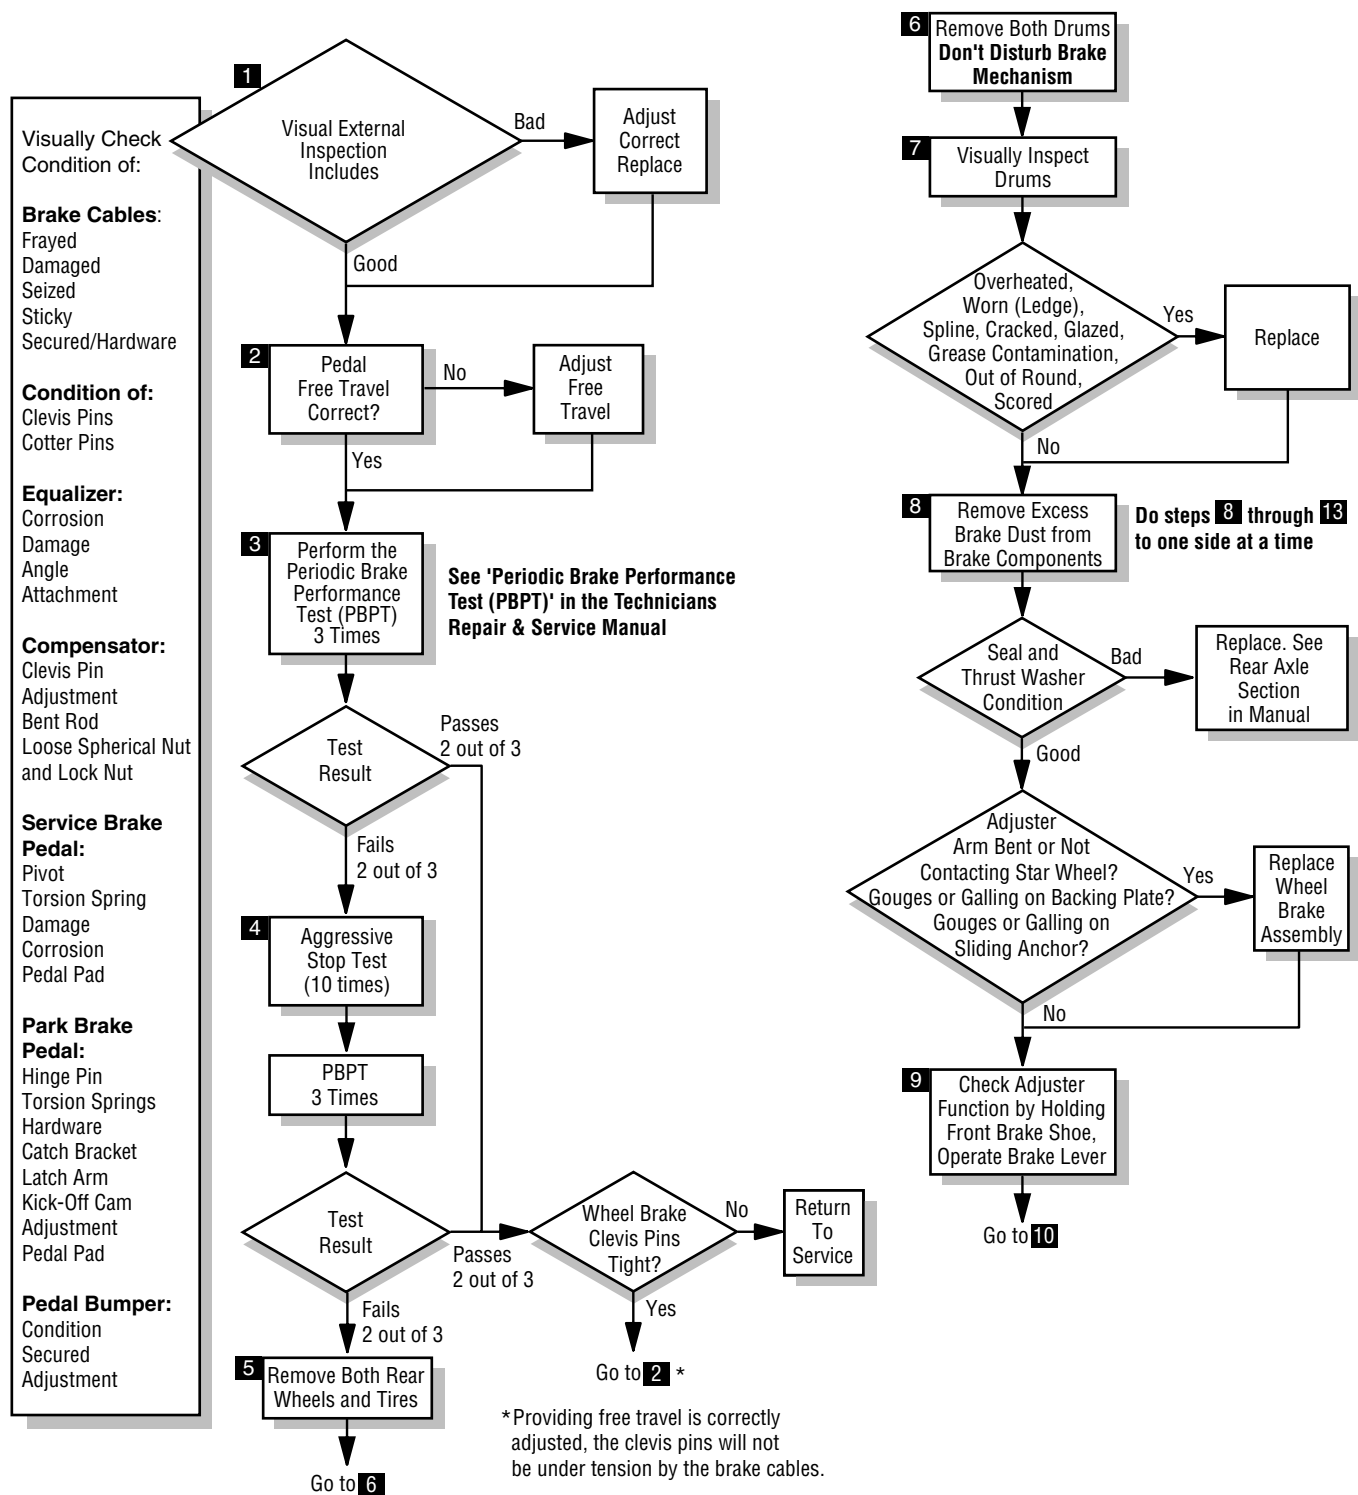 Visually Check
Condition of:
Brake Cables:
Frayed
Damaged
Seized
Sticky
Secured/Hardware
Condition of:
Clevis Pins
Cotter Pins
Equalizer:
Corrosion
Damage
Angle
Attachment
Compensator:
Clevis Pin
Adjustment
Bent Rod
Loose Spherical Nut
and Lock Nut
Service Brake
Pedal:
Pivot
Torsion Spring
Damage
Corrosion
Pedal Pad
Park Brake
Pedal:
Hinge Pin
Torsion Springs
Hardware
Catch Bracket
Latch Arm
Kick-Off Cam
Adjustment
Pedal Pad
Pedal Bumper:
Condition
Secured
Adjustment
1
Visual External
Inspection
Includes
Bad
Adjust
Correct
Replace
Good
2
Pedal
Free Travel
Correct?
No
Adjust
Free
Travel
Yes
3
Perform the
Periodic Brake
Performance
Test (PBPT)
3 Times
See 'Periodic Brake Performance
Test (PBPT)' in the Technicians
Repair & Service Manual
Test
Result
Passes
2 out of 3
Fails
2 out of 3
4
Aggressive
Stop Test
(10 times)
PBPT
3 Times
Test
Result
Passes
2 out of 3
Wheel Brake
Clevis Pins
Tight?
No
Return
To
Service
Yes
Go to 2 *
*Providing free travel is correctly
adjusted, the clevis pins will not
be under tension by the brake cables.
Fails
2 out of 3
5
Remove Both Rear
Wheels and Tires
Go to 6
6
Remove Both Drums
Don't Disturb Brake
Mechanism
7
Visually Inspect
Drums
Overheated,
Worn (Ledge),
Spline, Cracked, Glazed,
Grease Contamination,
Out of Round,
Scored
Yes
Replace
No
8
Remove Excess
Brake Dust from
Brake Components
Do steps 8 through 13
to one side at a time
Seal and
Thrust Washer
Condition
Bad
Replace. See
Rear Axle
Section
in Manual
Good
Adjuster
Arm Bent or Not
Contacting Star Wheel?
Gouges or Galling on Backing Plate?
Gouges or Galling on
Sliding Anchor?
Yes
Replace
Wheel
Brake
Assembly
No
9
Check Adjuster
Function by Holding
Front Brake Shoe,
Operate Brake Lever
Go to 10